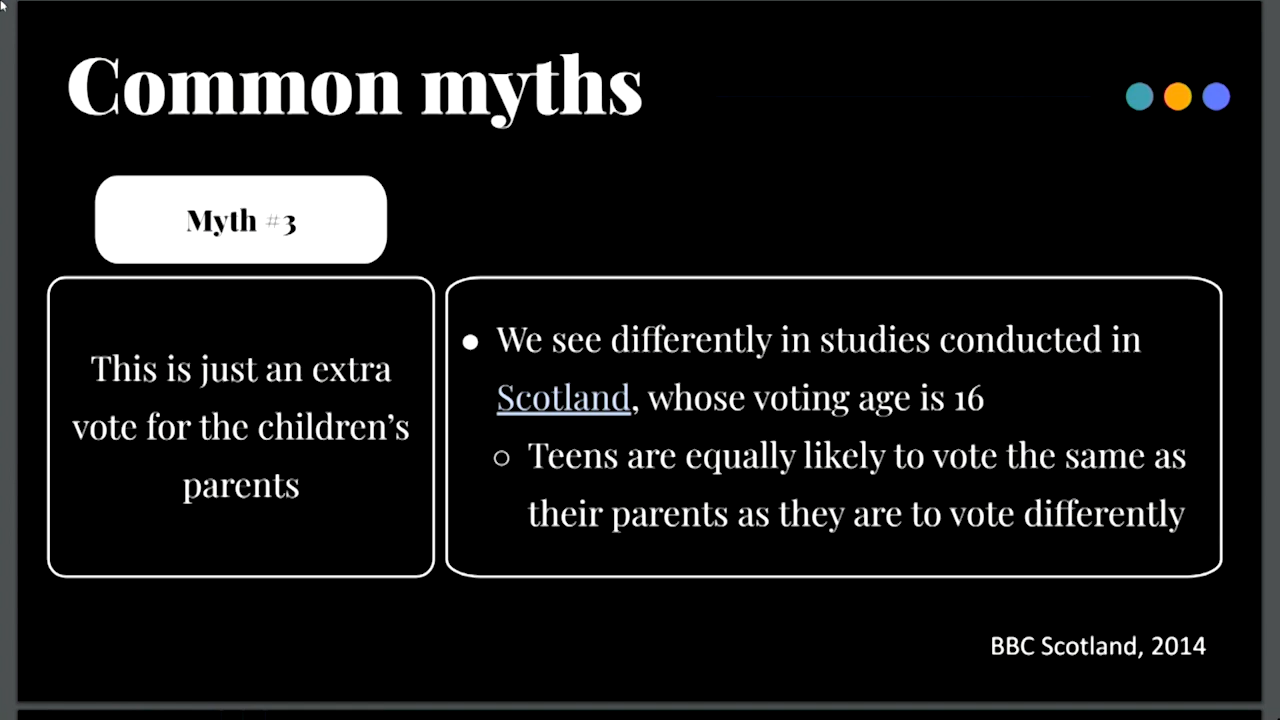 Common myths
Myth #3
This is just an extra
vote for the children’s
parents
● We see differently in studies conducted in
Scotland, whose voting age is 16
○ Teens are equally likely to vote the same as
their parents as they are to vote differently
BBC Scotland, 2014